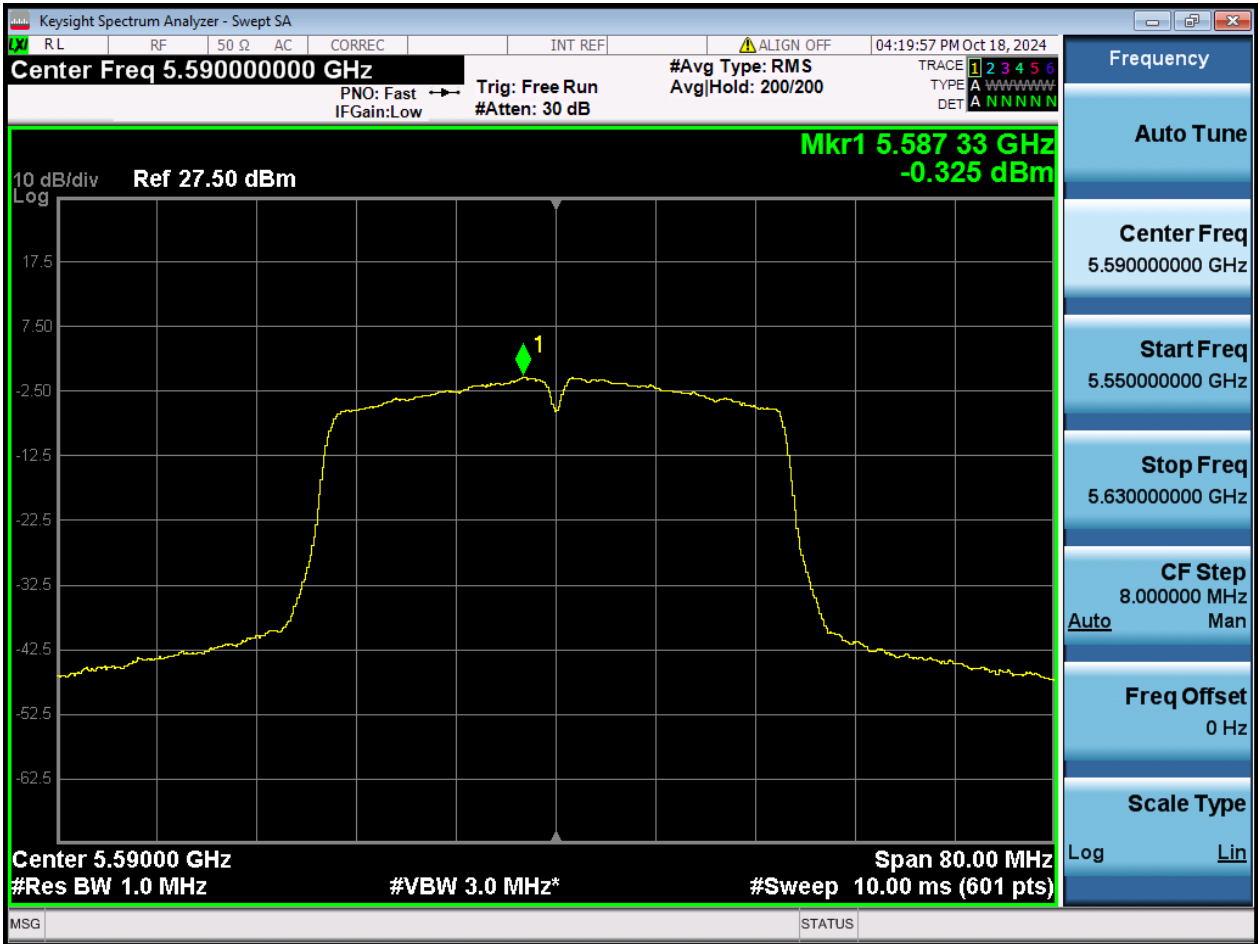 Keysight Spectrum Analyzer - Swept SA
LXI RL RF 50 Ω AC CORREC INT REF ALIGN OFF 04:19:57 PM Oct 18, 2024
Center Freq 5.590000000 GHz
PNO: Fast
IFGain:Low
Trig: Free Run
#Atten: 30 dB
#Avg Type: RMS
Avg|Hold: 200/200
TRACE 1 2 3 4 5 6
TYPE A WWWWW
DET A N N N N N
Mkr1 5.587 33 GHz
-0.325 dBm
10 dB/div Ref 27.50 dBm
Log
17.5
7.50
-2.50
-12.5
-22.5
-32.5
-42.5
-52.5
-62.5
1
Center 5.59000 GHz Span 80.00 MHz
#Res BW 1.0 MHz #VBW 3.0 MHz* #Sweep 10.00 ms (601 pts)
MSG STATUS
Frequency
Auto Tune
Center Freq
5.590000000 GHz
Start Freq
5.550000000 GHz
Stop Freq
5.630000000 GHz
CF Step
8.000000 MHz
Auto Man
Freq Offset
0 Hz
Scale Type
Log Lin